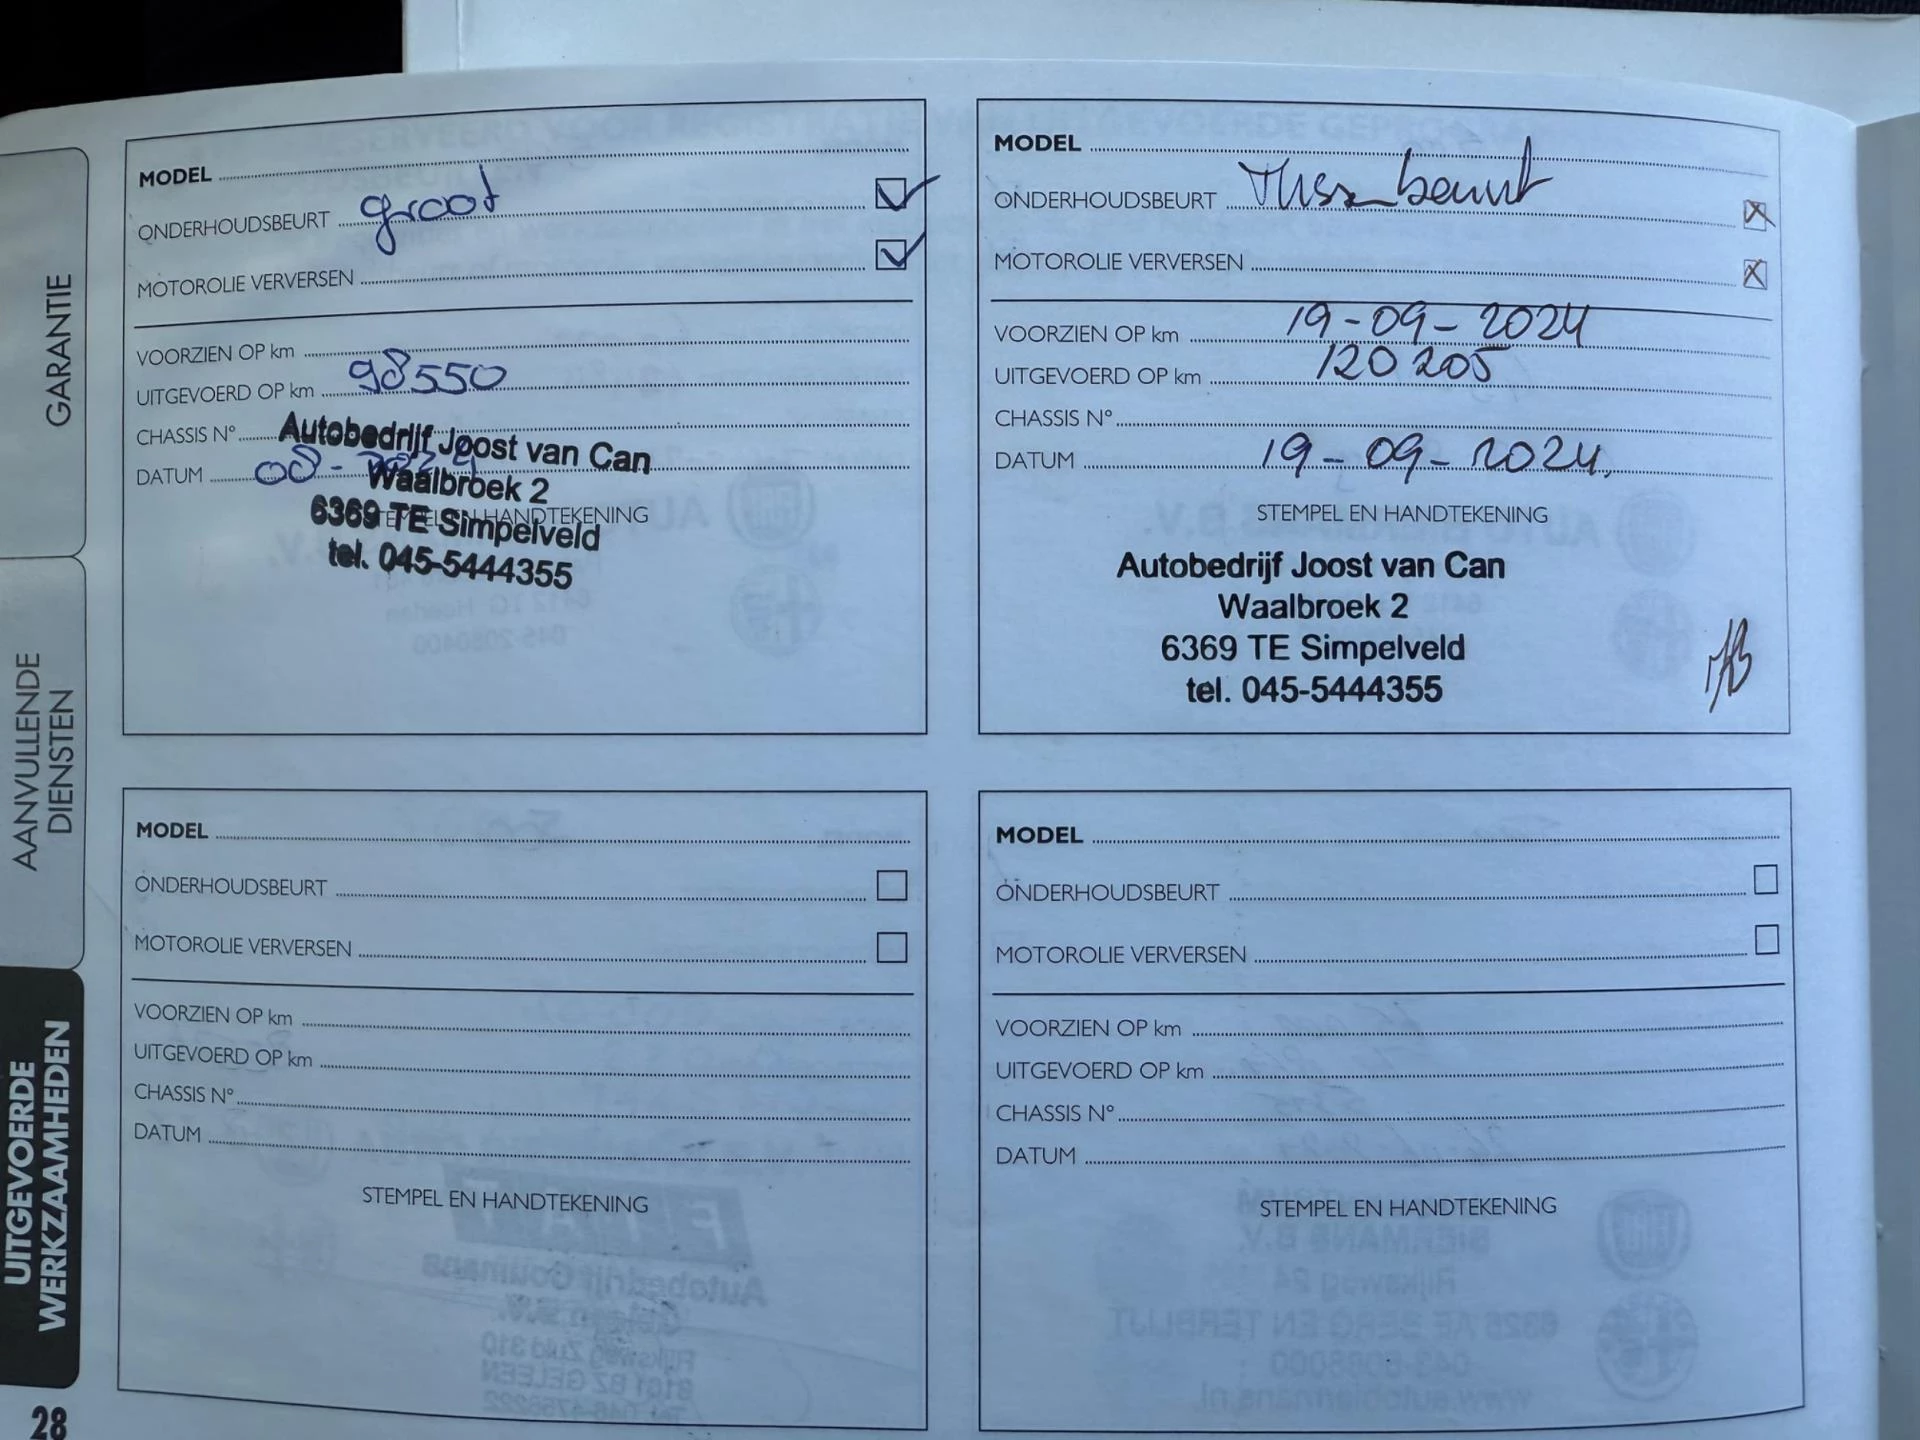 GARANTIE
AANVULLENDE
DIENSTEN
UITGEVOERDE
WERKZAAMHEDEN
28
MODEL
ONDERHOUDSBEURT groot
MOTOROLIE VERVERSEN
VOORZIEN OP km
UITGEVOERD OP km 98550
CHASSIS N°
DATUM 08-
STEMPEL EN HANDTEKENING
Autobedrijf Joost van Can
Waalbroek 2
6369 TE Simpelveld
tel. 045-5444355
MODEL
ONDERHOUDSBEURT beurt
MOTOROLIE VERVERSEN
VOORZIEN OP km 19-09-2024
UITGEVOERD OP km 120205
CHASSIS N°
DATUM 19-09-2024
STEMPEL EN HANDTEKENING
Autobedrijf Joost van Can
Waalbroek 2
6369 TE Simpelveld
tel. 045-5444355
MODEL
ONDERHOUDSBEURT
MOTOROLIE VERVERSEN
VOORZIEN OP km
UITGEVOERD OP km
CHASSIS N°
DATUM
STEMPEL EN HANDTEKENING
MODEL
ONDERHOUDSBEURT
MOTOROLIE VERVERSEN
VOORZIEN OP km
UITGEVOERD OP km
CHASSIS N°
DATUM
STEMPEL EN HANDTEKENING